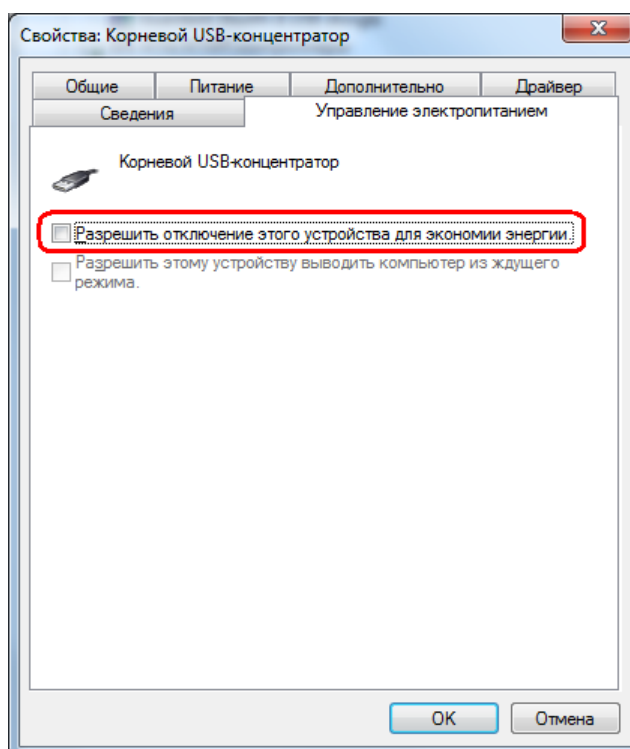 Свойства: Корневой USB-концентратор
Общие Питание Дополнительно Драйвер
Сведения Управление электропитанием
Корневой USB-концентратор
Разрешить отключение этого устройства для экономии энергии.
Разрешить этому устройству выводить компьютер из ждущего
режима.
OK Отмена